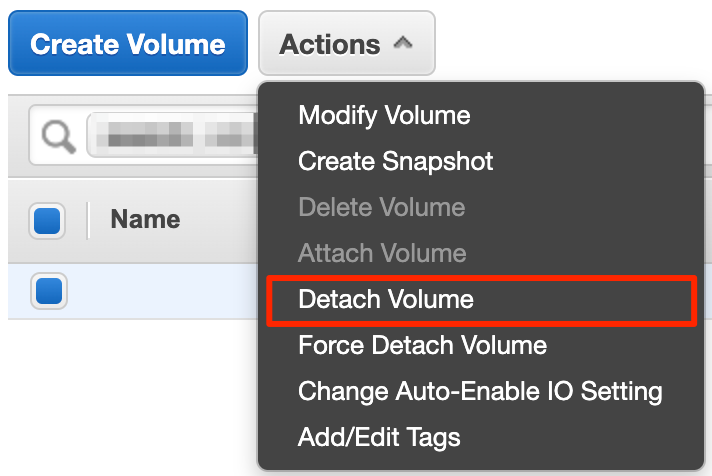 Create Volume
Actions
Modify Volume
Create Snapshot
Name
Delete Volume
Attach Volume
Detach Volume
Force Detach Volume
Change Auto-Enable IO Setting
Add/Edit Tags